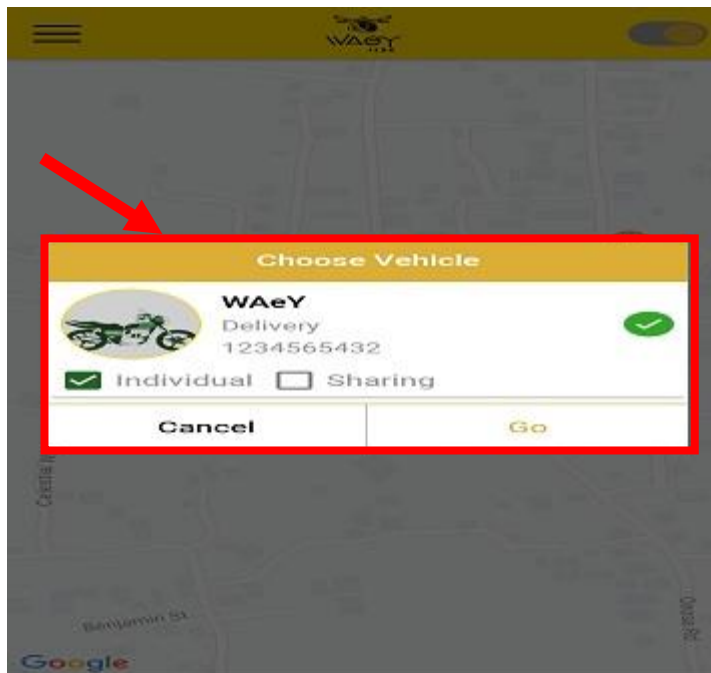 WAeY
Choose Vehicle
WAeY
Delivery
1234565432
Individual
Sharing
Cancel
Go
Benjamin St
Google